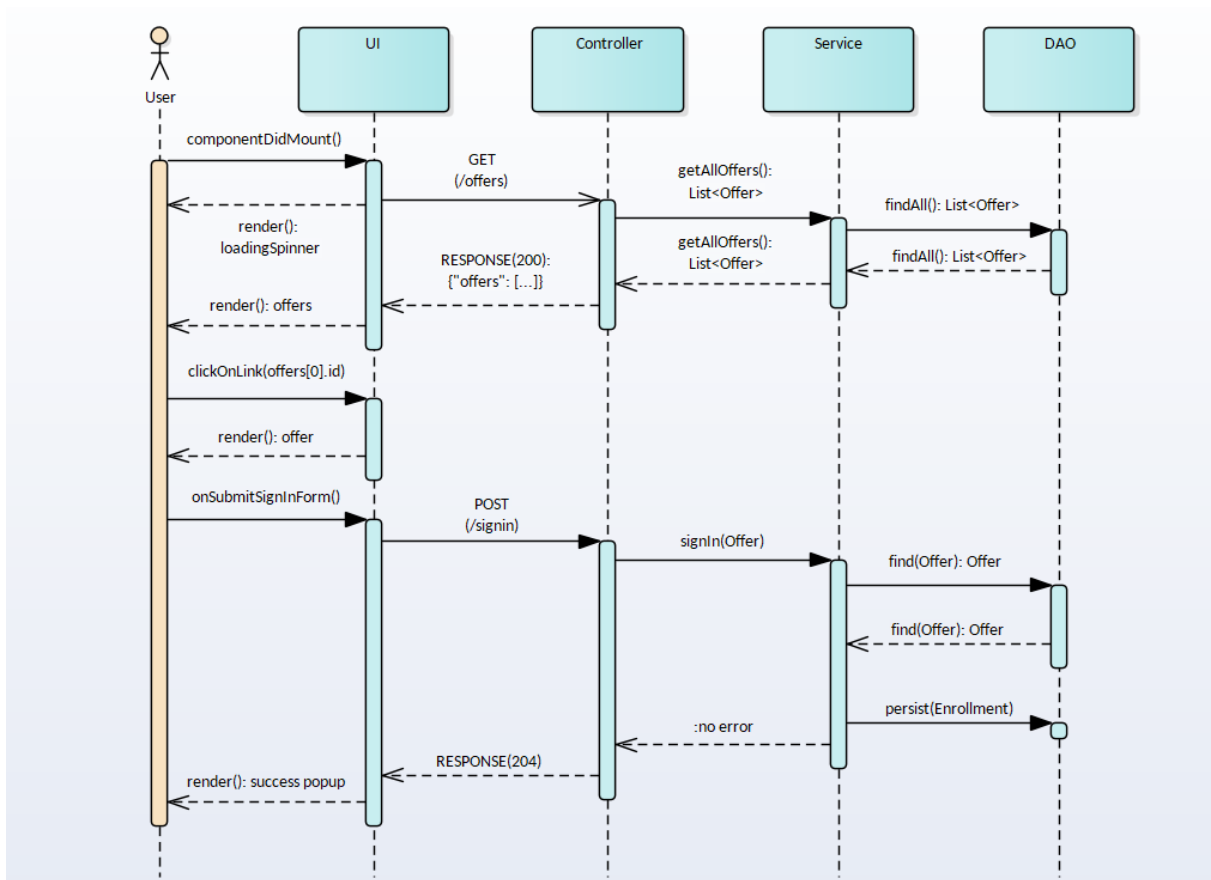 UI
Controller
Service
DAO
User
componentDidMount()
GET
(/offers)
getAllOffers():
List<Offer>
findAll(): List<Offer>
render():
loadingSpinner
RESPONSE(200):
{"offers": [...]}
getAllOffers():
List<Offer>
findAll(): List<Offer>
render(): offers
clickOnLink(offers[0].id)
render(): offer
onSubmitSignInForm()
POST
(/signin)
signIn(Offer)
find(Offer): Offer
find(Offer): Offer
persist(Enrollment)
:no error
RESPONSE(204)
render(): success popup